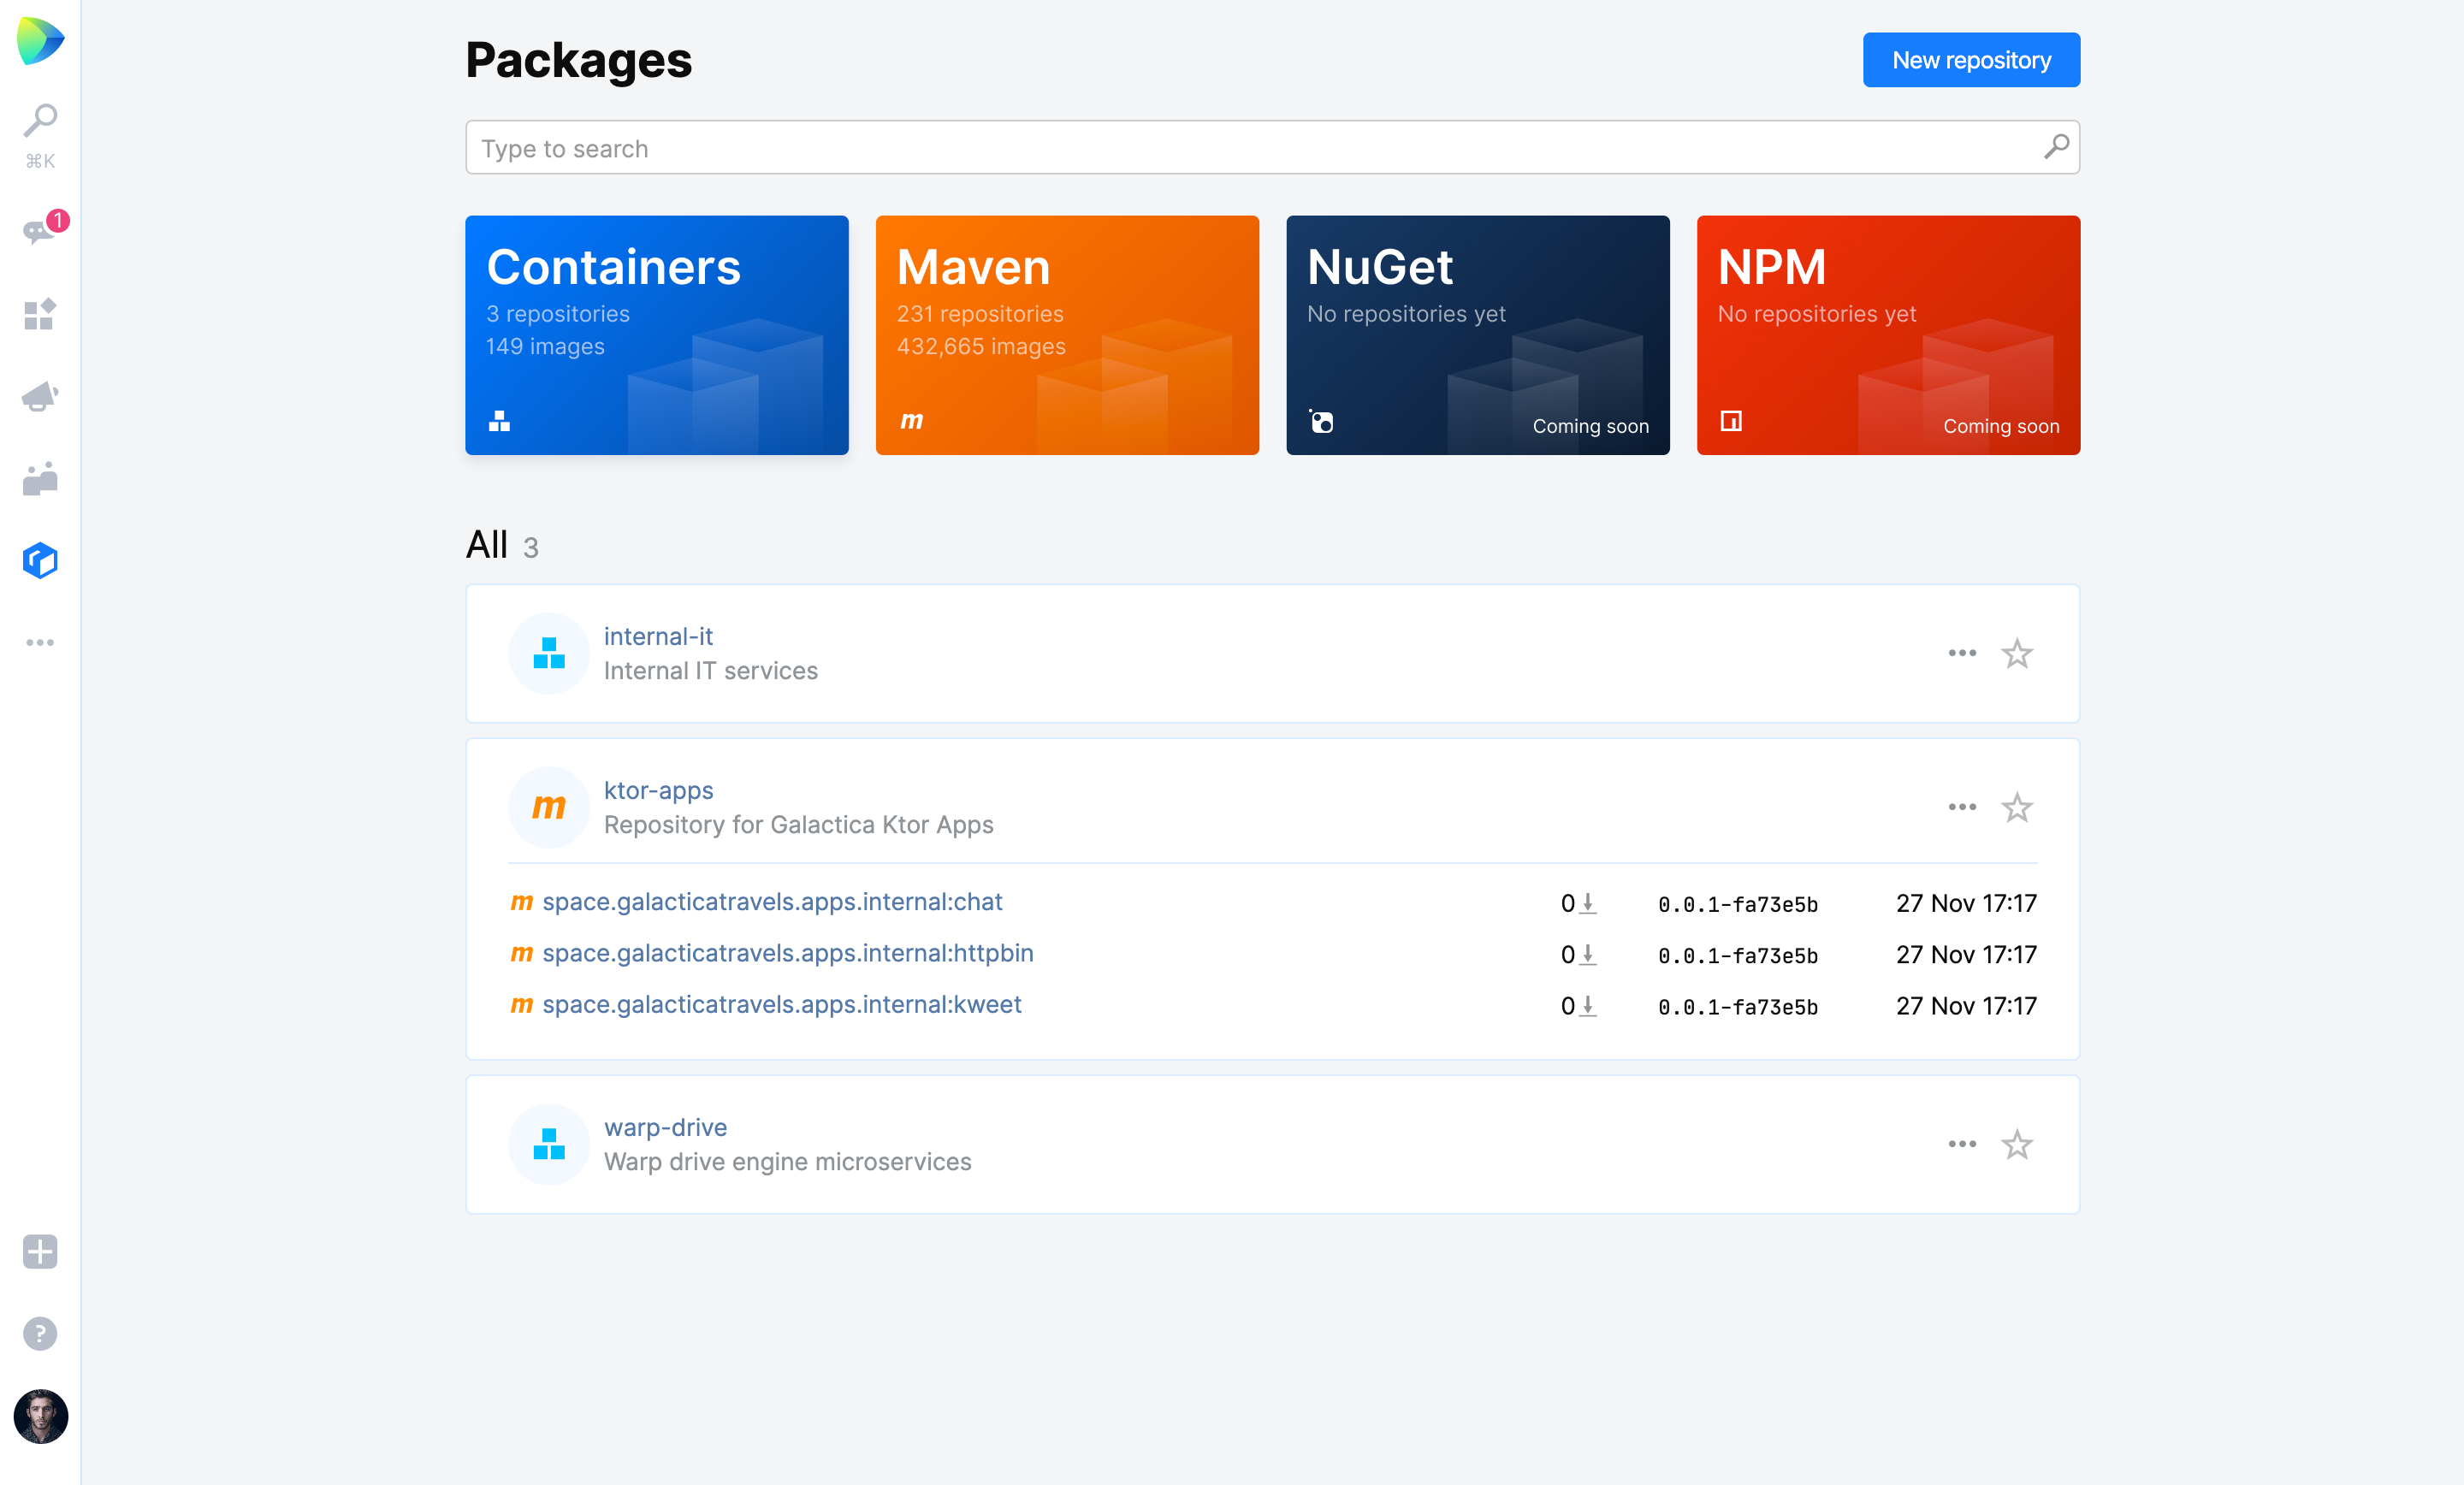 Packages
New repository
Type to search
⌘K
1
Containers
3 repositories
149 images
Maven
231 repositories
432,665 images
m
NuGet
No repositories yet
Coming soon
NPM
No repositories yet
Coming soon
All 3
internal-it
Internal IT services
m
ktor-apps
Repository for Galactica Ktor Apps
m space.galacticatravels.apps.internal:chat 0 0.0.1-fa73e5b 27 Nov 17:17
m space.galacticatravels.apps.internal:httpbin 0 0.0.1-fa73e5b 27 Nov 17:17
m space.galacticatravels.apps.internal:kweet 0 0.0.1-fa73e5b 27 Nov 17:17
warp-drive
Warp drive engine microservices
?